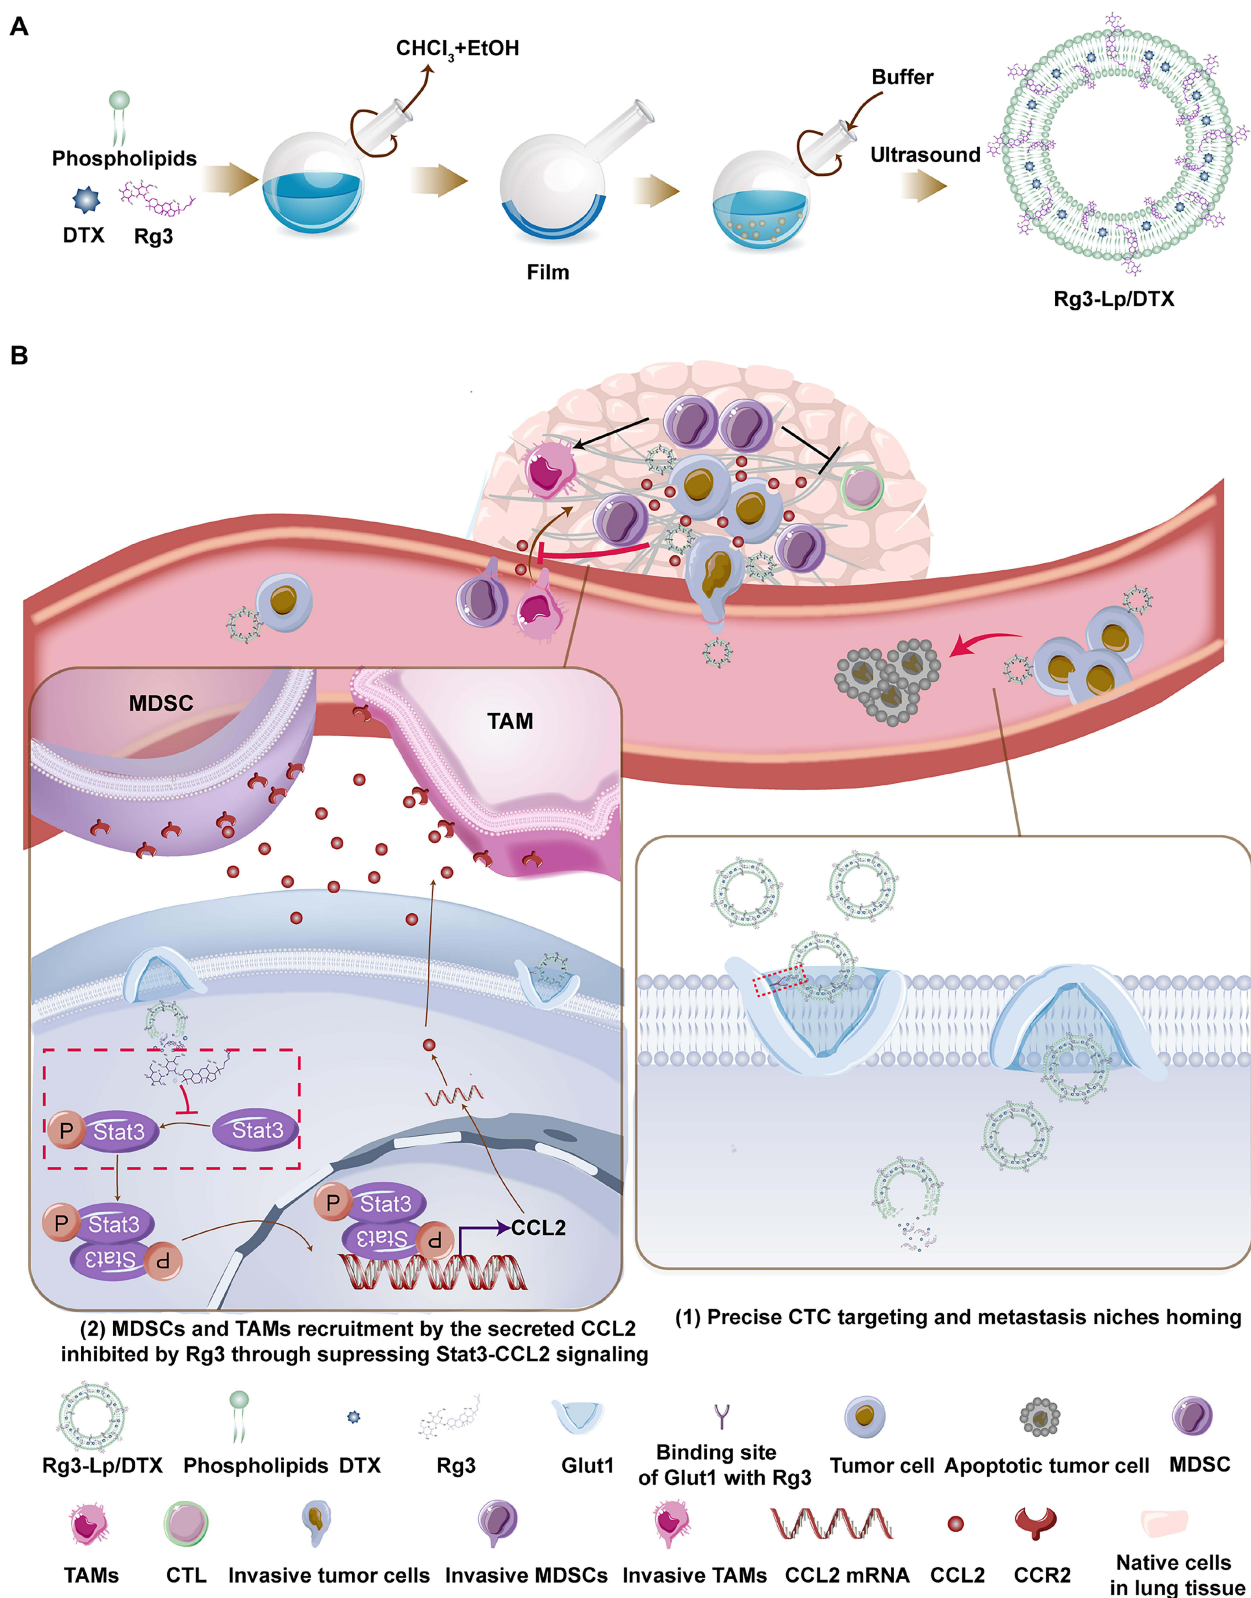 A
CHCl3+EtOH
Phospholipids
DTX
Rg3
Film
Buffer
Ultrasound
Rg3-Lp/DTX
B
MDSC
TAM
P
Stat3
Stat3
P
Stat3
Stat3
P
P
Stat3
Stat3
P
CCL2
(2) MDSCs and TAMs recruitment by the secreted CCL2
inhibited by Rg3 through supressing Stat3-CCL2 signaling
(1) Precise CTC targeting and metastasis niches homing
Rg3-Lp/DTX
Phospholipids
DTX
Rg3
Glut1
Binding site
of Glut1 with Rg3
Tumor cell
Apoptotic tumor cell
MDSC
TAMs
CTL
Invasive tumor cells
Invasive MDSCs
Invasive TAMs
CCL2 mRNA
CCL2
CCR2
Native cells
in lung tissue